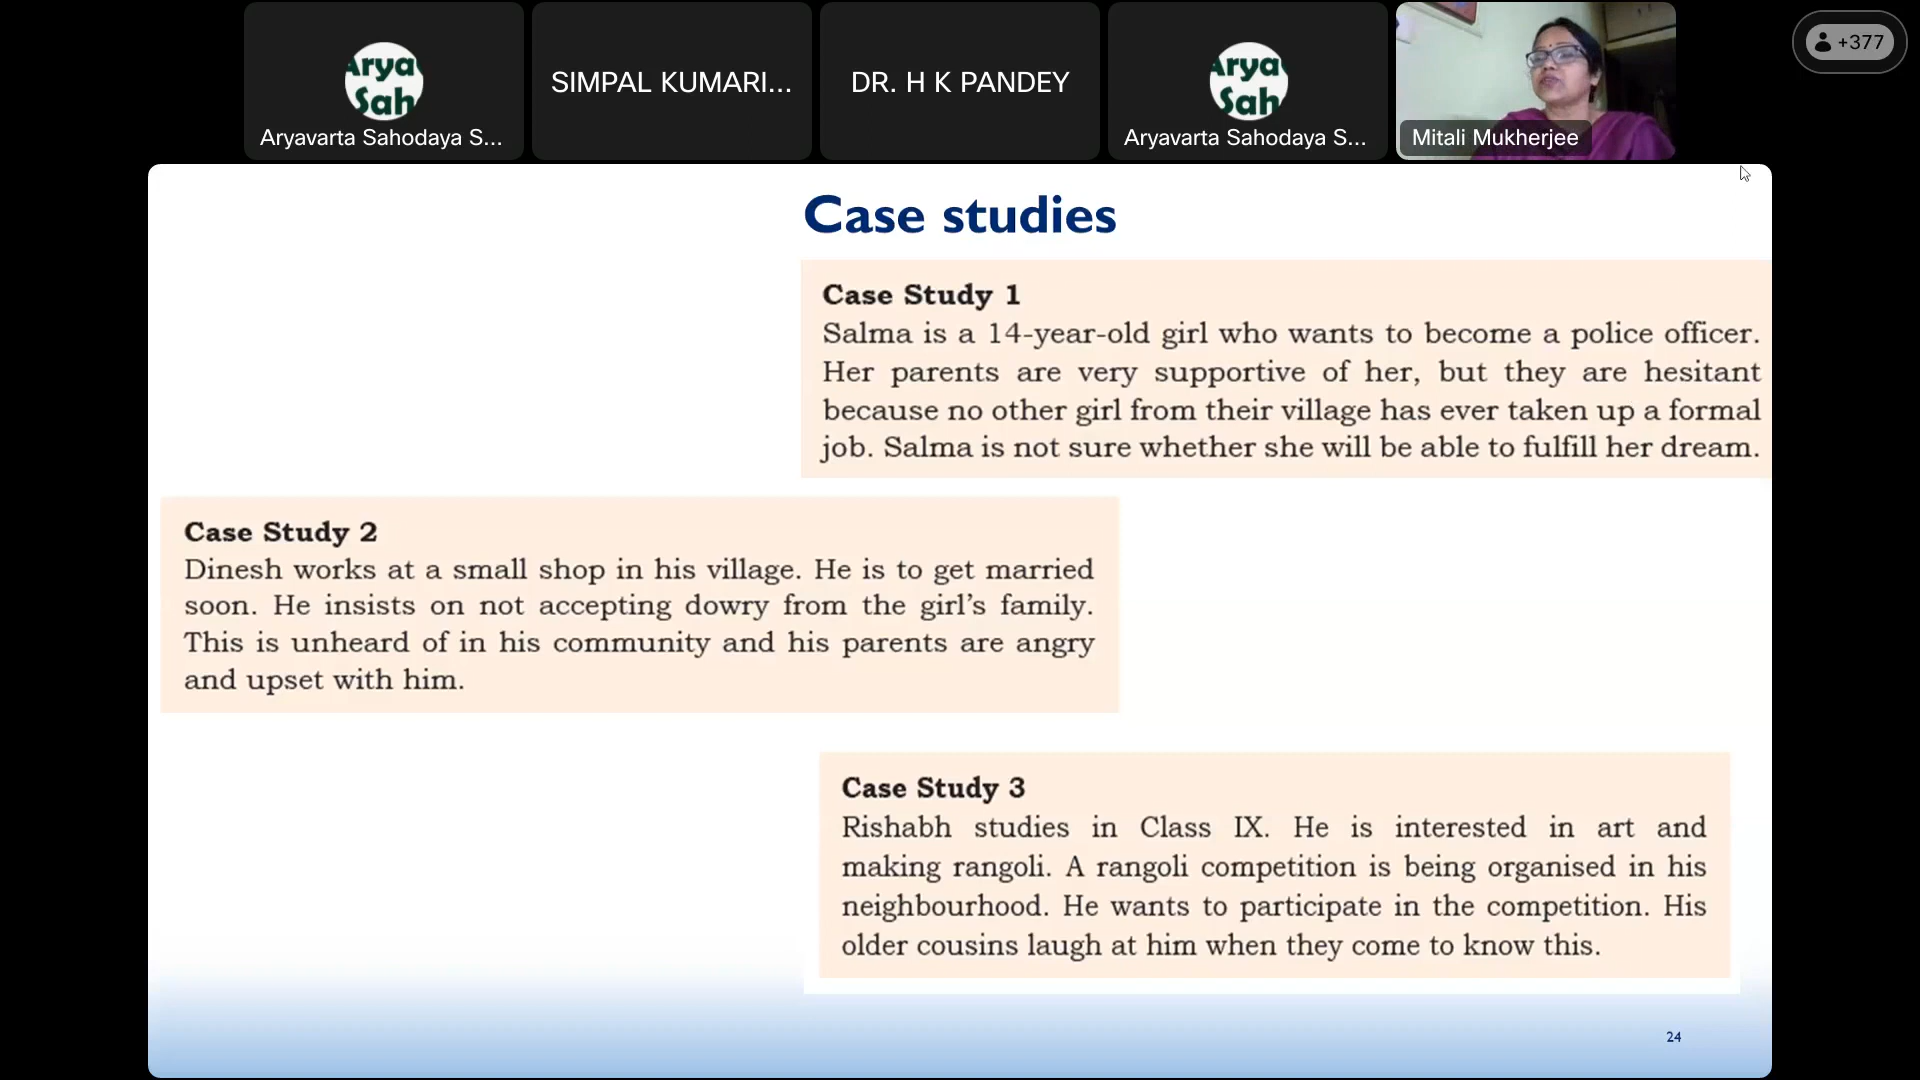 Arya
Sah
Aryavarta Sahodaya S...
SIMPAL KUMARI...
DR. H K PANDEY
Arya
Sah
Aryavarta Sahodaya S...
Mitali Mukherjee
+377
Case studies
Case Study 1
Salma is a 14-year-old girl who wants to become a police officer.
Her parents are very supportive of her, but they are hesitant
because no other girl from their village has ever taken up a formal
job. Salma is not sure whether she will be able to fulfill her dream.
Case Study 2
Dinesh works at a small shop in his village. He is to get married
soon. He insists on not accepting dowry from the girl’s family.
This is unheard of in his community and his parents are angry
and upset with him.
Case Study 3
Rishabh studies in Class IX. He is interested in art and
making rangoli. A rangoli competition is being organised in his
neighbourhood. He wants to participate in the competition. His
older cousins laugh at him when they come to know this.
24